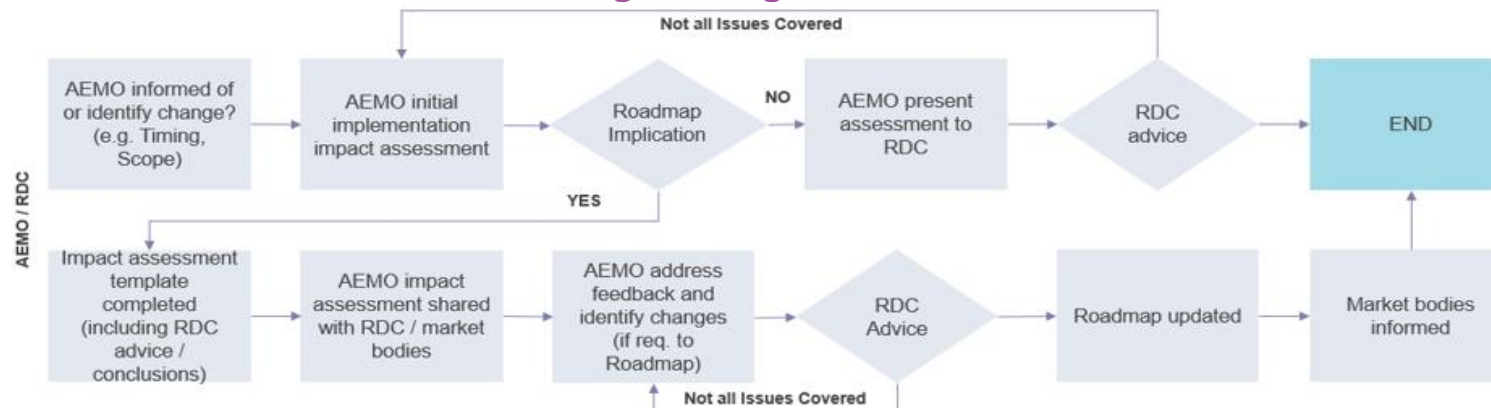 Not all Issues Covered
AEMO informed of
or identify change?
(e.g. Timing,
Scope)
AEMO initial
implementation
impact assessment
Roadmap
Implication
NO
AEMO present
assessment to
RDC
RDC
advice
END
YES
AEMO / RDC
Impact assessment
template
completed
(including RDC
advice /
conclusions)
AEMO impact
assessment shared
with RDC / market
bodies
AEMO address
feedback and
identify changes
(if req. to
Roadmap)
RDC
Advice
Roadmap updated
Market bodies
informed
Not all Issues Covered